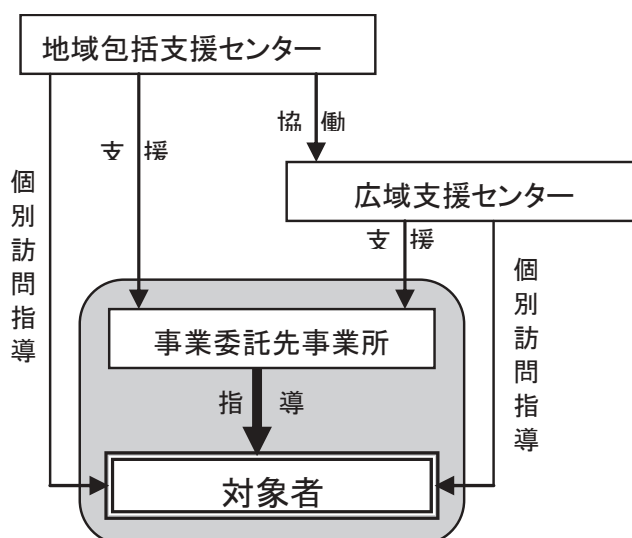 地域包括支援センター
協働
支援
広域支援センター
支援
個別訪問指導
個別訪問指導
事業委託先事業所
指導
対象者